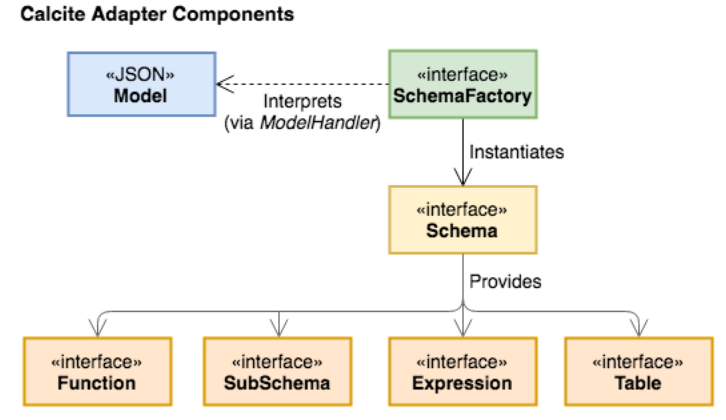 Calcite Adapter Components
«JSON»
Model
Interprets
(via ModelHandler)
«interface»
SchemaFactory
Instantiates
«interface»
Schema
Provides
«interface»
Function
«interface»
SubSchema
«interface»
Expression
«interface»
Table